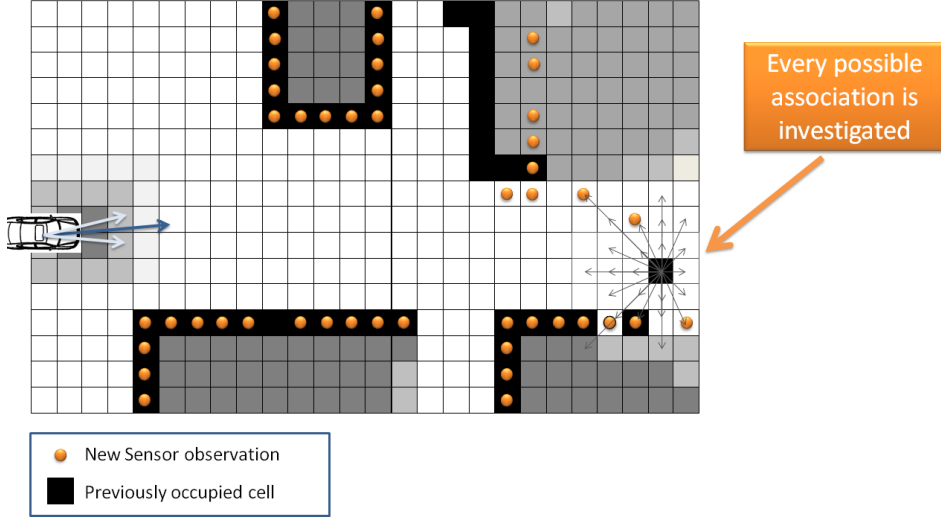 Every possible
association is
investigated
New Sensor observation
Previously occupied cell